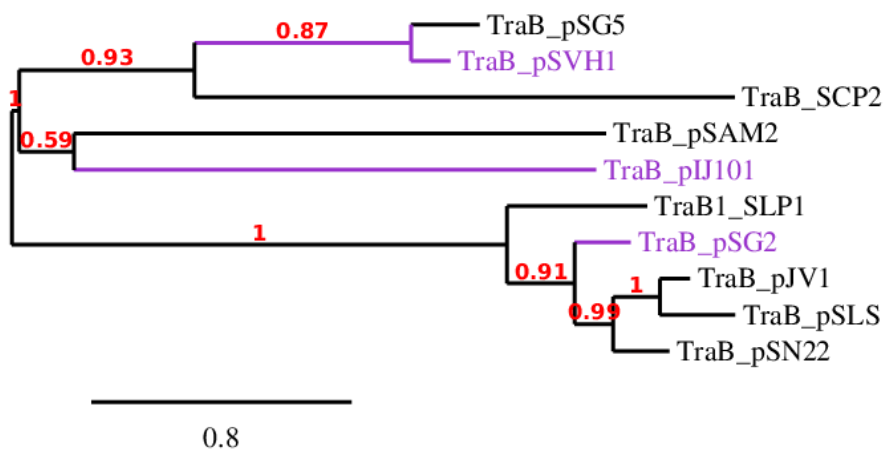 TraB_pSG5
0.87
TraB_pSVH1
0.93
TraB_SCP2
1
TraB_pSAM2
0.59
TraB_pIJ101
TraB1_SLP1
1
TraB_pSG2
0.91
TraB_pJV1
1
0.99
TraB_pSLS
TraB_pSN22
0.8